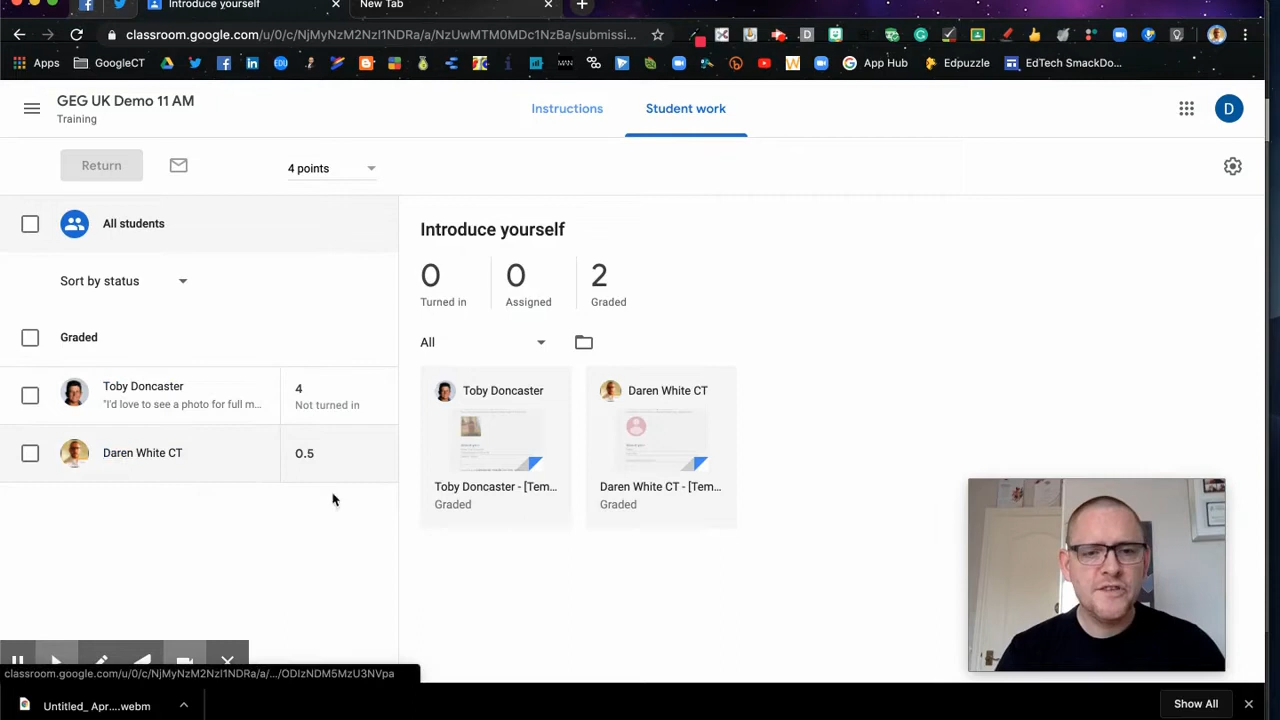 Introduce yourself
New Tab
classroom.google.com/u/0/c/NjMyNzM2NzI1NDRa/a/NzUwMTM0MDc1NzBa/submissi...
Apps
GoogleCT
MAN
App Hub
Edpuzzle
EdTech SmackDo...
GEG UK Demo 11 AM
Training
Instructions
Student work
D
Return
4 points
All students
Sort by status
Graded
Toby Doncaster
"I'd love to see a photo for full m...
4
Not turned in
Daren White CT
0.5
Introduce yourself
0
Turned in
0
Assigned
2
Graded
All
Toby Doncaster
Toby Doncaster - [Tem...
Graded
Daren White CT
Daren White CT - [Tem...
Graded
classroom.google.com/u/0/c/NjMyNzM2NzI1NDRa/a/.../ODIzNDM5MzU3NVpa
Untitled_ Apr....webm
Show All